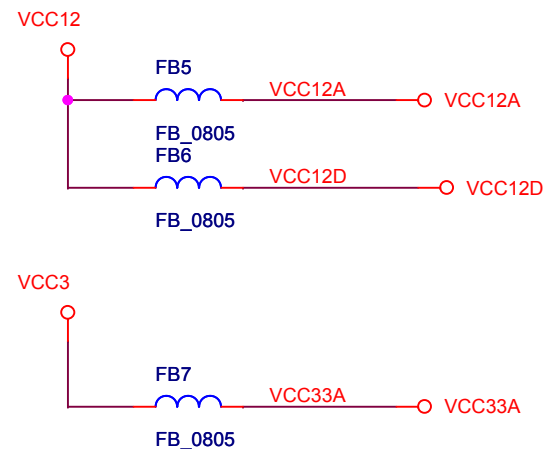 VCC12
FB5
VCC12A
VCC12A
FB_0805
FB6
VCC12D
VCC12D
FB_0805
VCC3
FB7
VCC33A
VCC33A
FB_0805